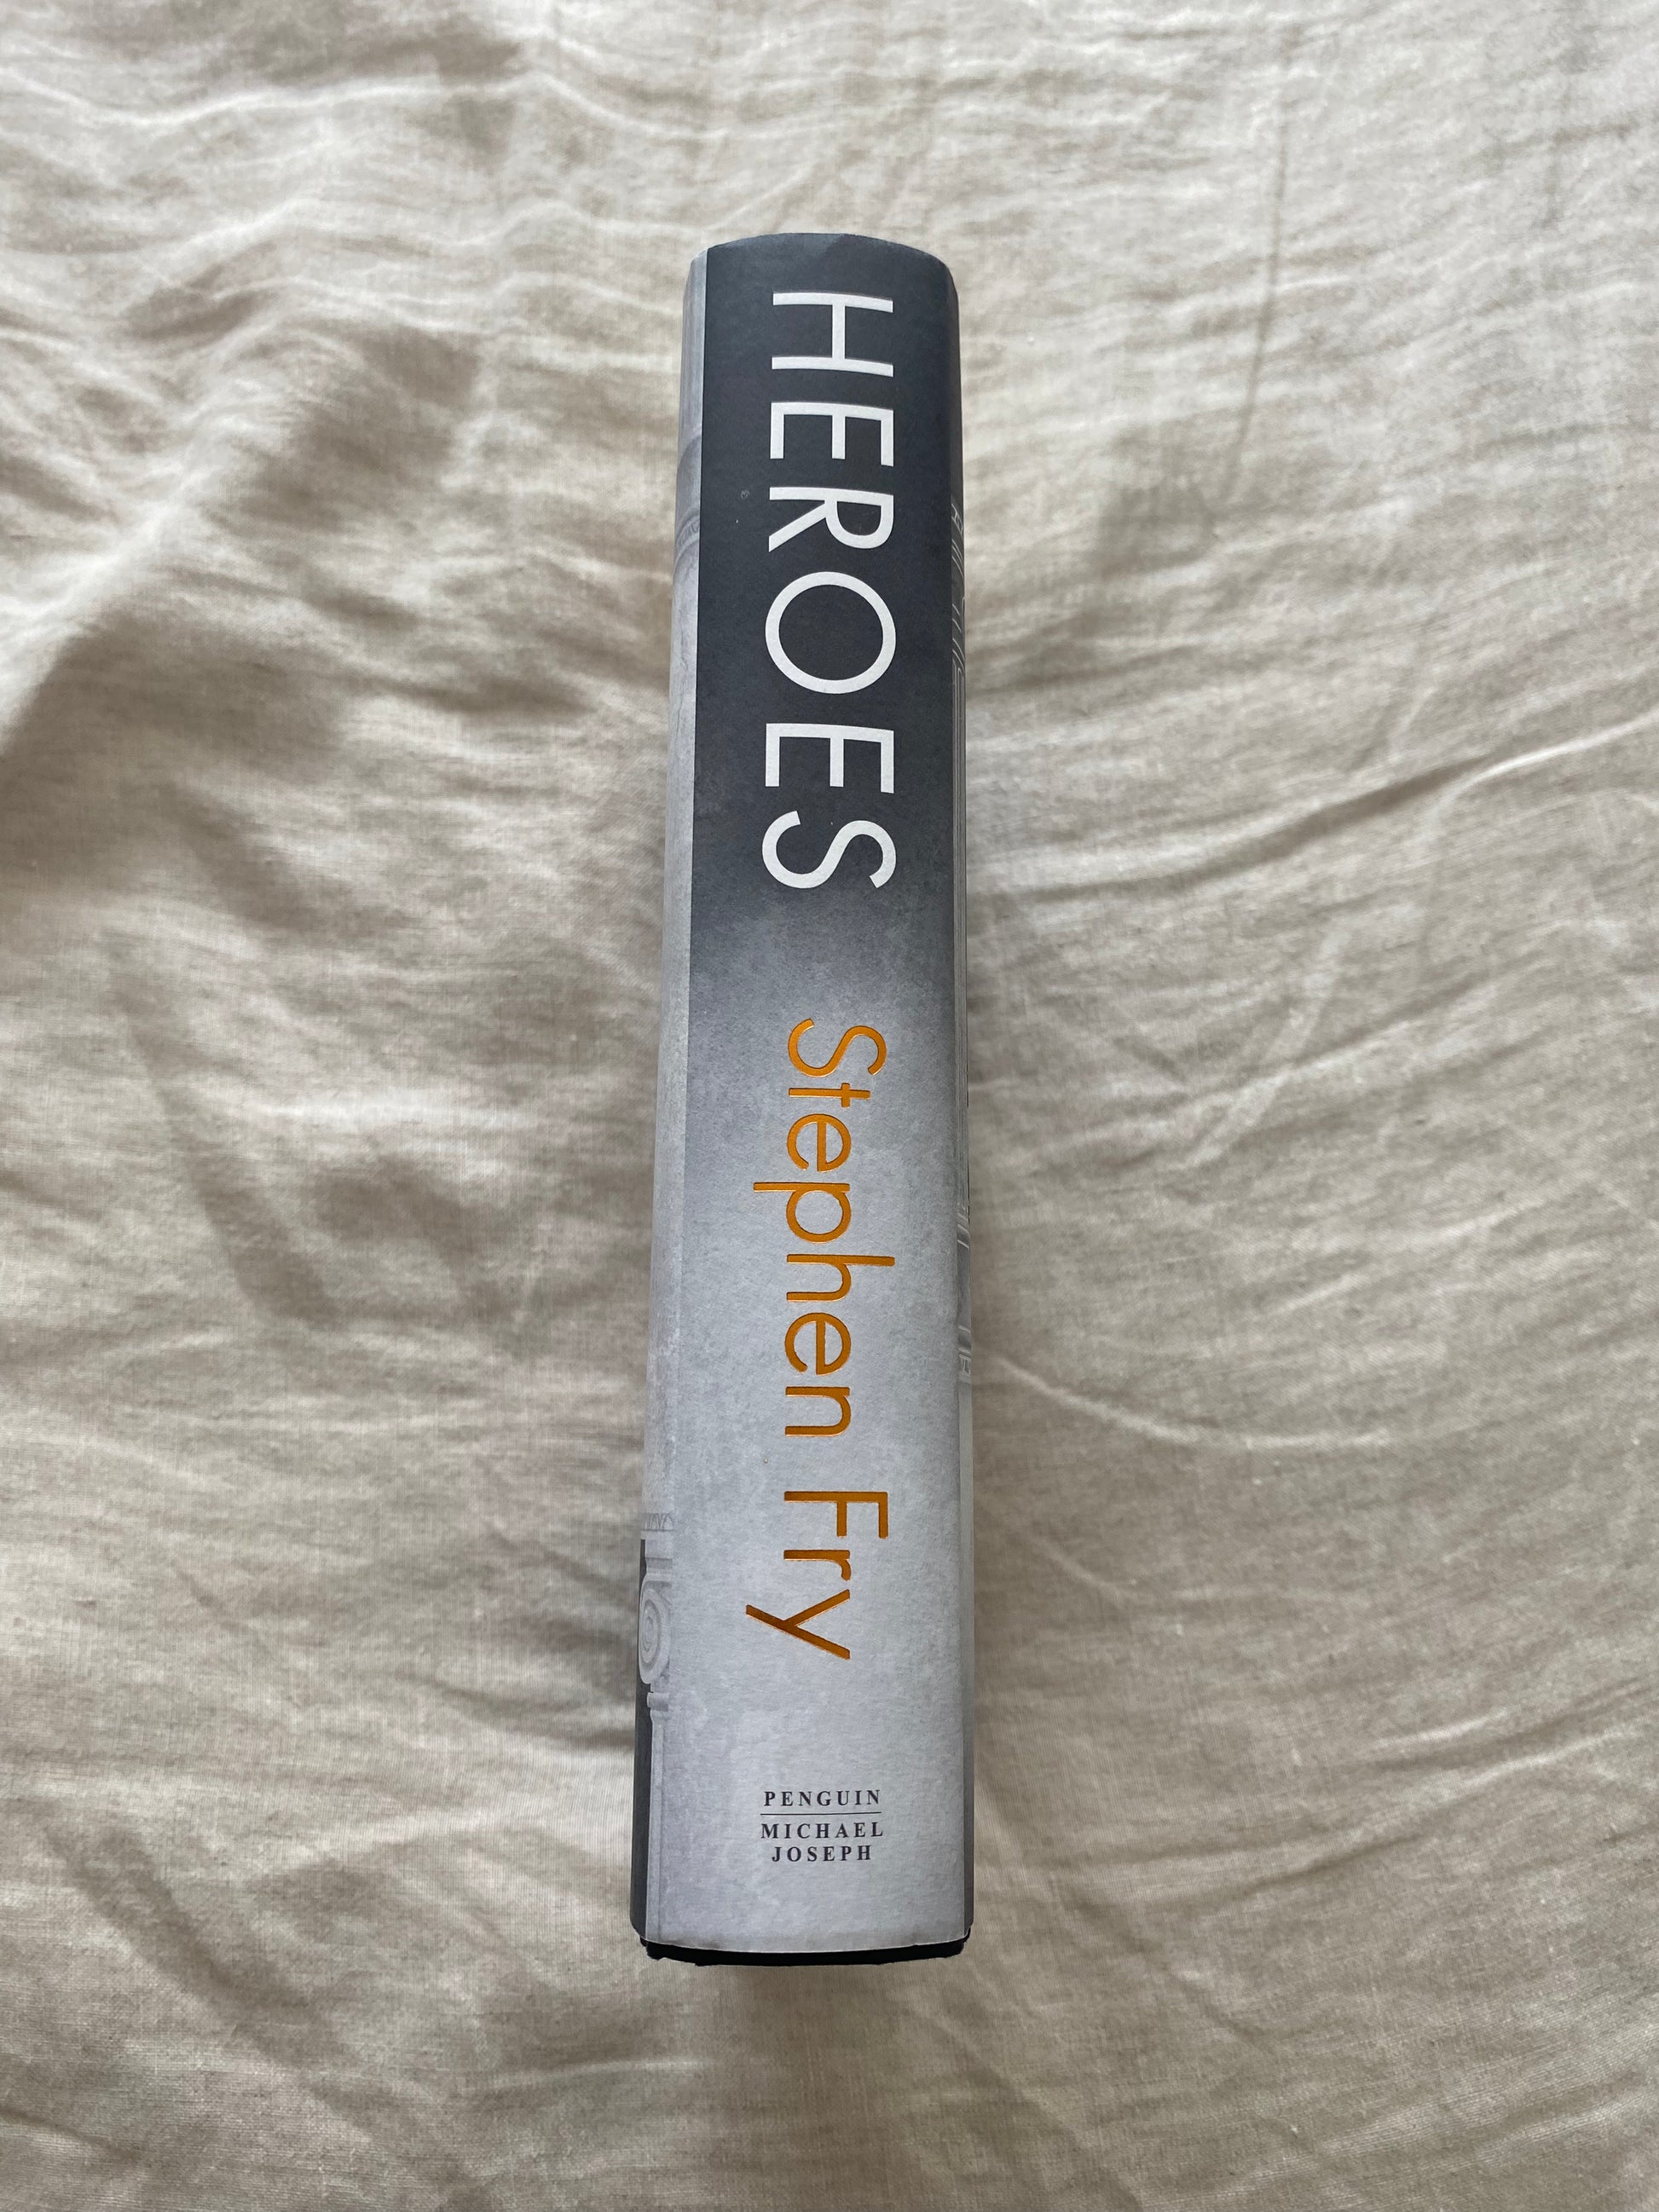 HEROES
Stephen Fry
PENGUIN
MICHAEL
JOSEPH